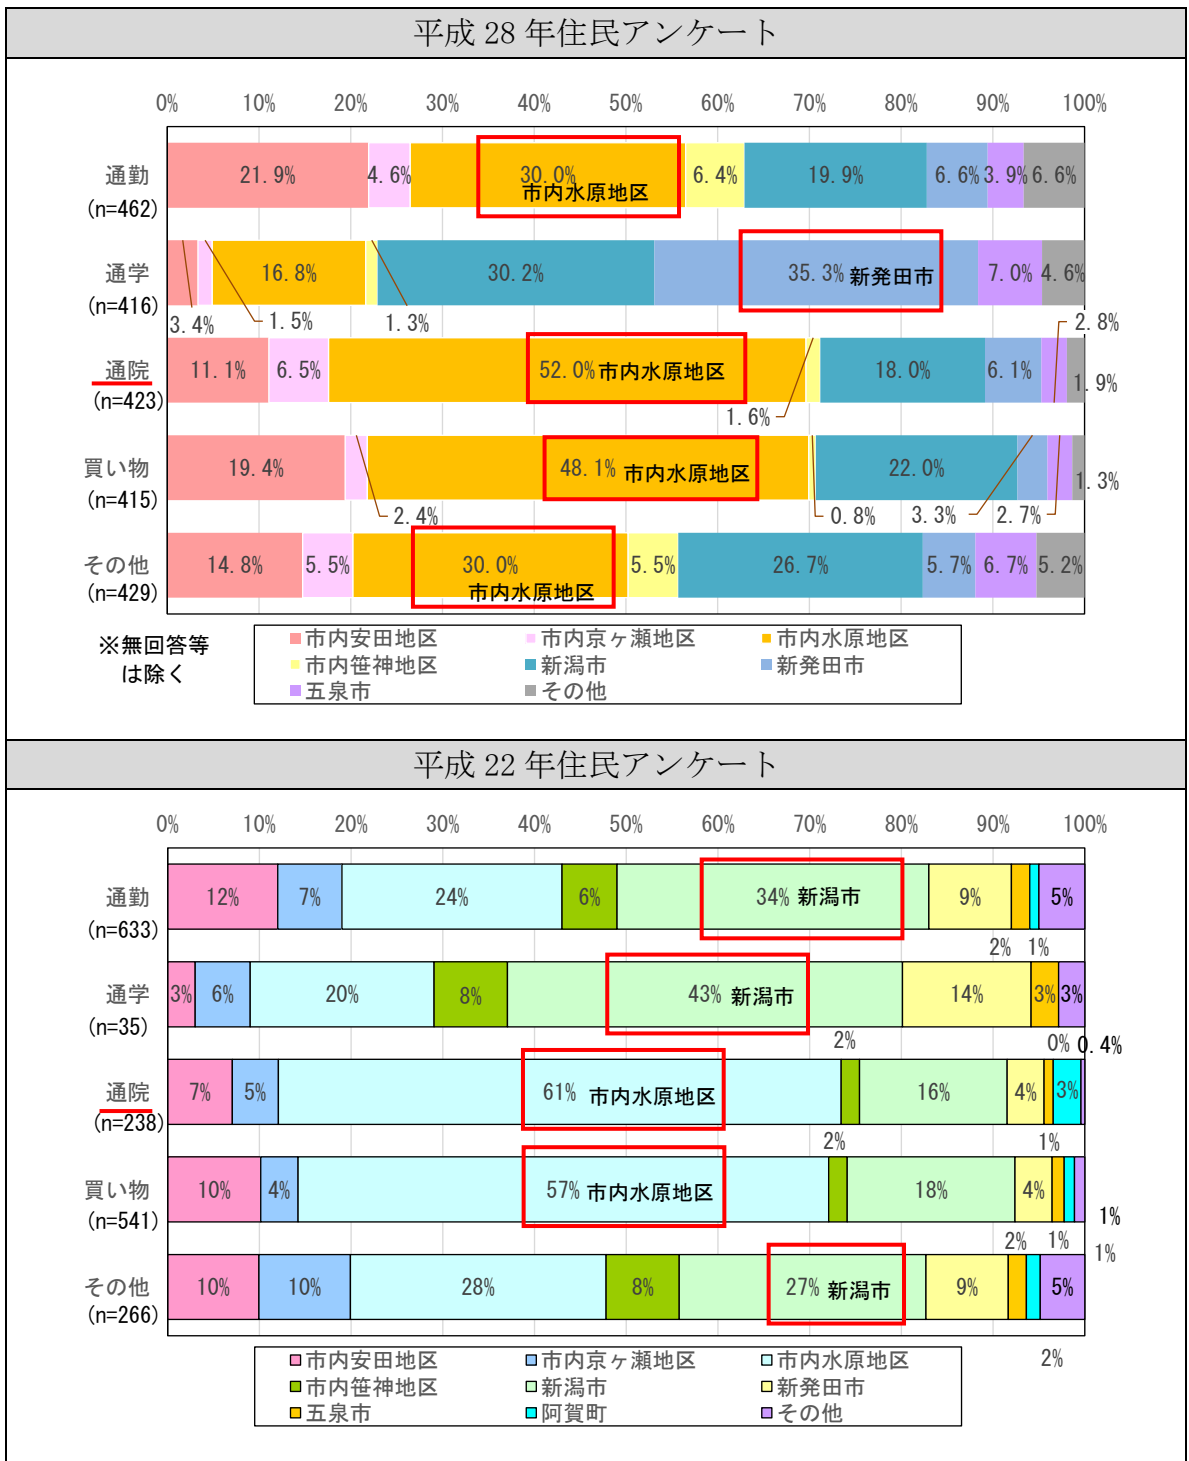 平成 28 年住民アンケート
0% 10% 20% 30% 40% 50% 60% 70% 80% 90% 100%
通勤 21.9% 4.6% 30.0% 6.4% 19.9% 6.6% 3.9% 6.6%
市内水原地区
(n=462)
通学 16.8% 30.2% 35.3% 新発田市 7.0% 4.6%
(n=416)
3.4% 1.5% 1.3% 2.8%
通院 11.1% 6.5% 52.0% 市内水原地区 18.0% 6.1% 1.9%
(n=423)
1.6%
買い物 19.4% 48.1% 市内水原地区 22.0% 1.3%
(n=415)
2.4% 0.8% 3.3% 2.7%
その他 14.8% 5.5% 30.0% 5.5% 26.7% 5.7% 6.7% 5.2%
市内水原地区
(n=429)
※無回答等
は除く
市内安田地区 市内京ヶ瀬地区 市内水原地区
市内笹神地区 新潟市 新発田市
五泉市 その他
平成 22 年住民アンケート
0% 10% 20% 30% 40% 50% 60% 70% 80% 90% 100%
通勤 12% 7% 24% 6% 34% 新潟市 9% 5%
(n=633)
2% 1%
通学 3% 6% 20% 8% 43% 新潟市 14% 3% 3%
(n=35)
2% 0% 0.4%
通院 7% 5% 61% 市内水原地区 16% 4% 3%
(n=238)
2% 1%
買い物 10% 4% 57% 市内水原地区 18% 4%
(n=541) 1%
2% 1% 1%
その他 10% 10% 28% 8% 27% 新潟市 9% 5%
(n=266)
2%
市内安田地区 市内京ヶ瀬地区 市内水原地区
市内笹神地区 新潟市 新発田市
五泉市 阿賀町 その他